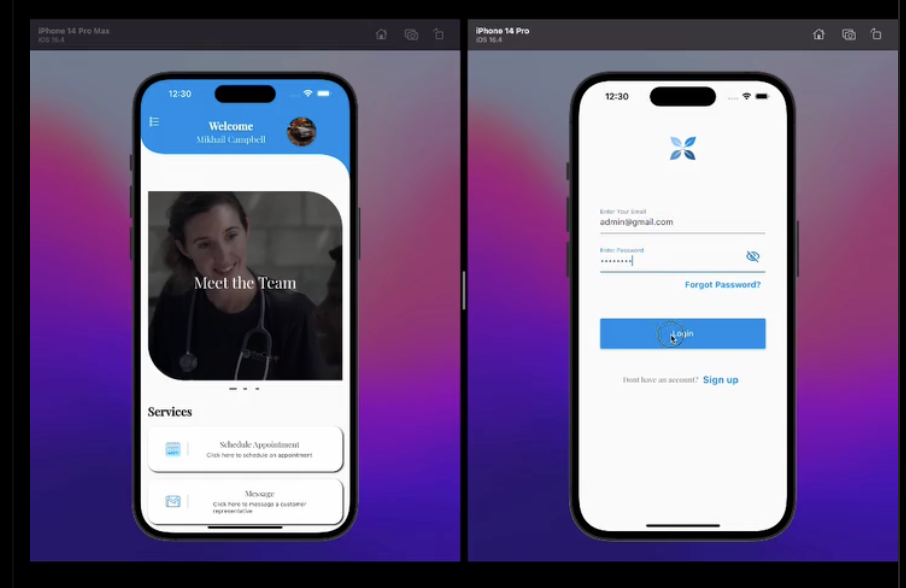 iPhone 14 Pro Max
iOS 16.4
12:30
Welcome
Mikhail Campbell
Meet the Team
Services
Schedule Appointment
Click here to schedule an appointment
Message
Click here to message a customer
representative
iPhone 14 Pro
iOS 16.4
12:30
Enter Your Email
admin@gmail.com
Enter Password
••••••••
Forgot Password?
Login
Dont have an account? Sign up